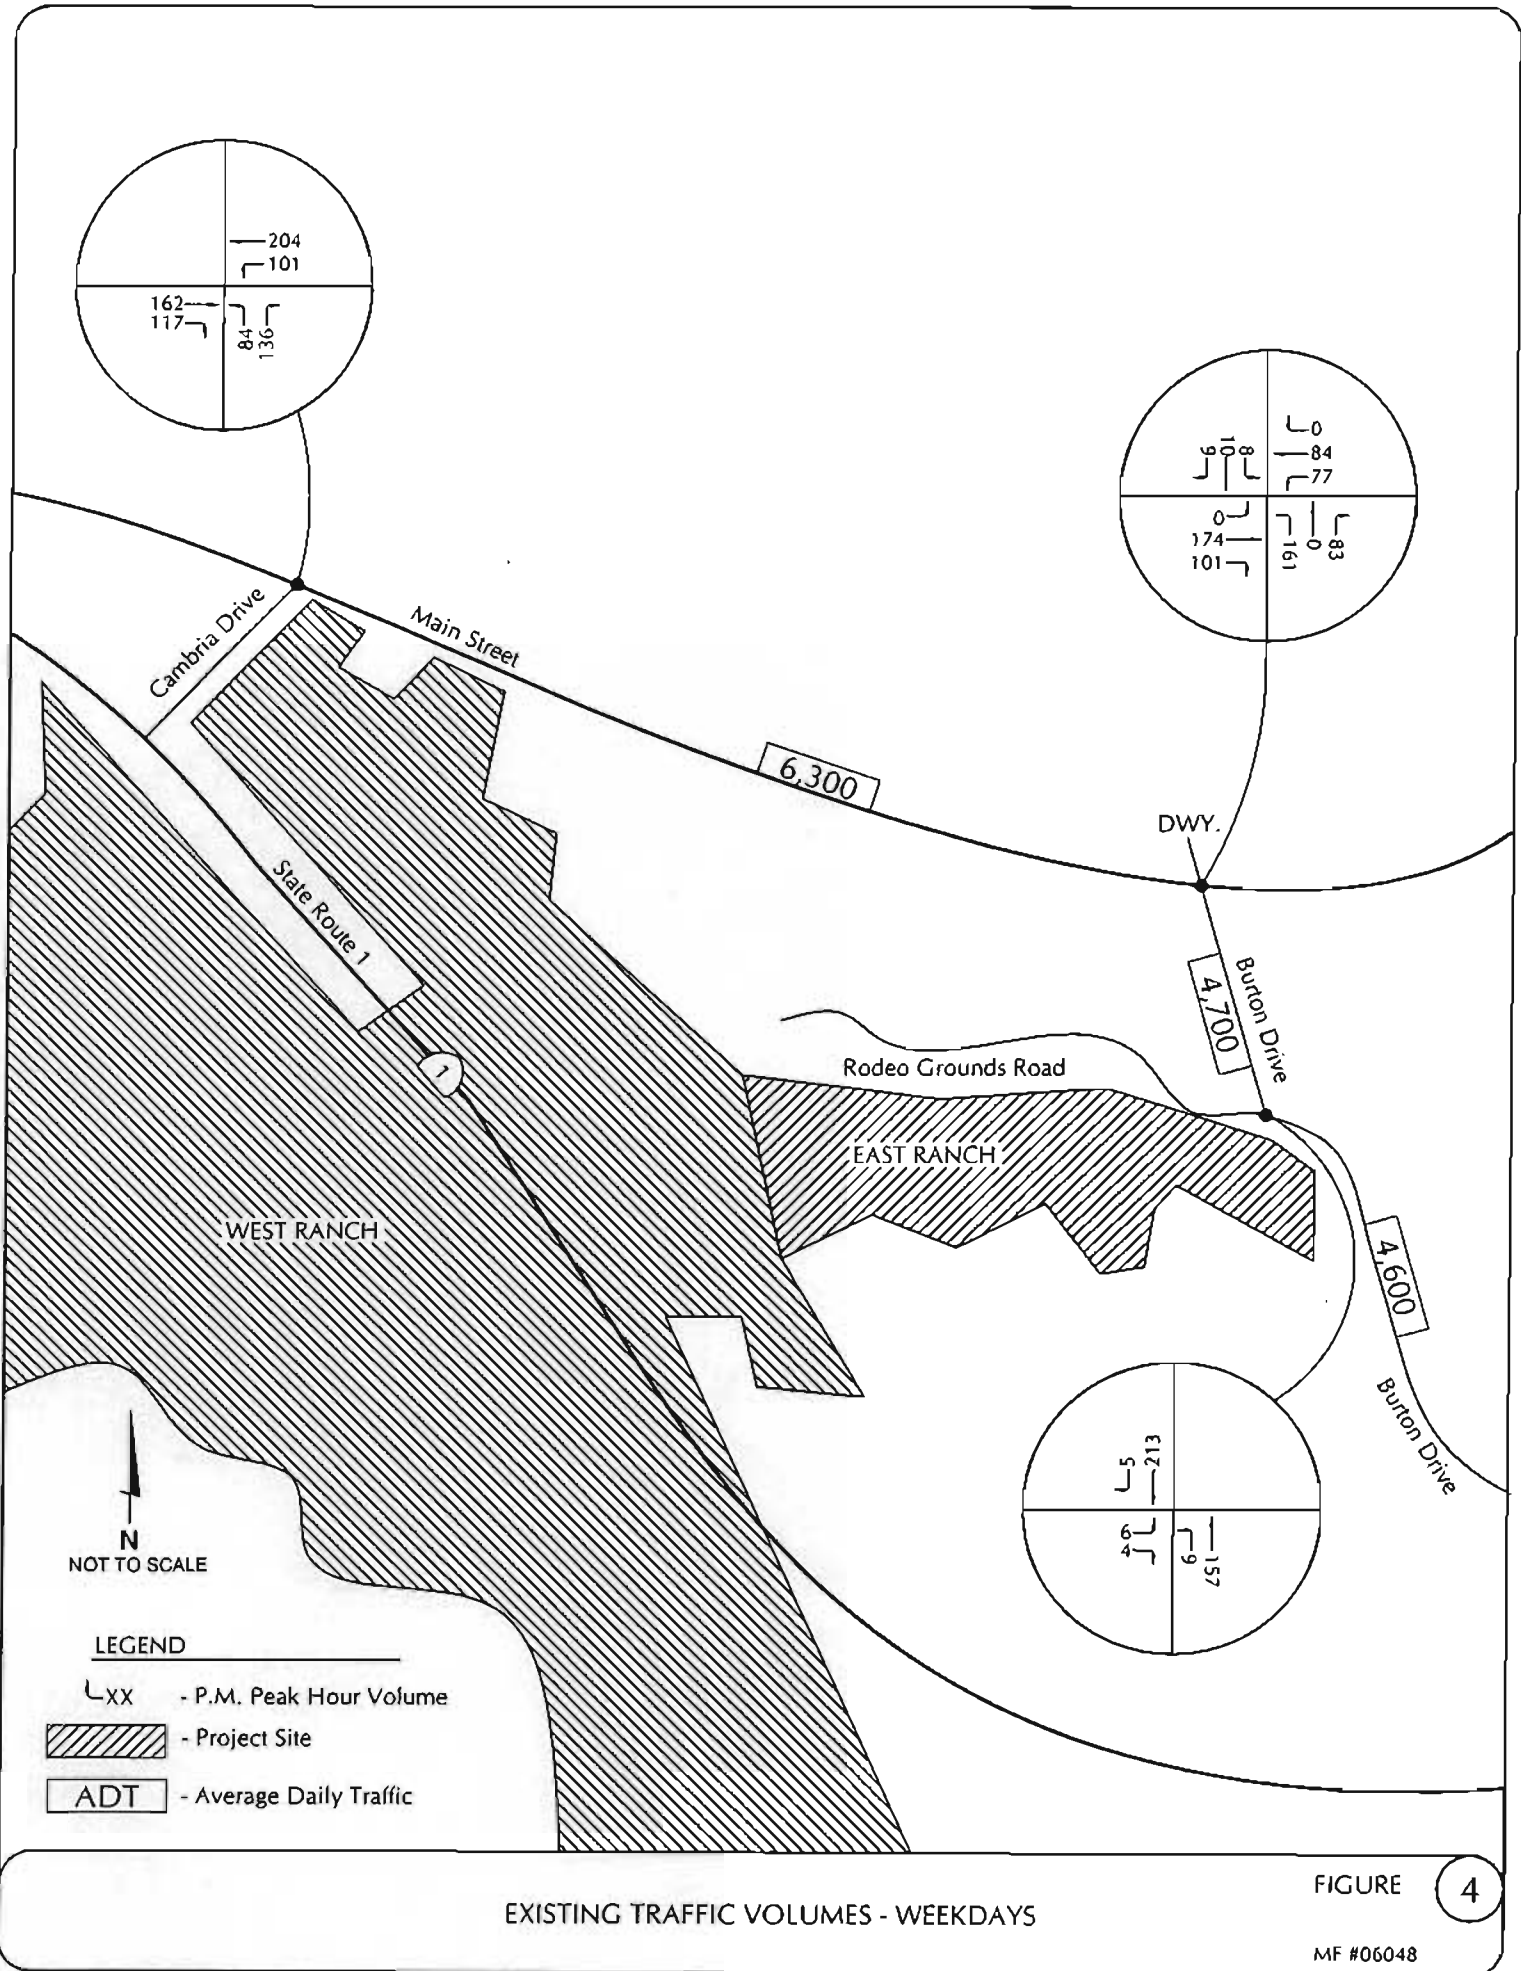 204
101
162
117
84
136
0
84
77
9
10
8
0
174
101
161
0
83
Cambria Drive
Main Street
6,300
DWY.
State Route 1
1
4,700
Burton Drive
Rodeo Grounds Road
EAST RANCH
WEST RANCH
4,600
Burton Drive
5
213
6
4
9
157
N
NOT TO SCALE
LEGEND
XX - P.M. Peak Hour Volume
- Project Site
ADT - Average Daily Traffic
EXISTING TRAFFIC VOLUMES - WEEKDAYS
FIGURE 4
MF #06048